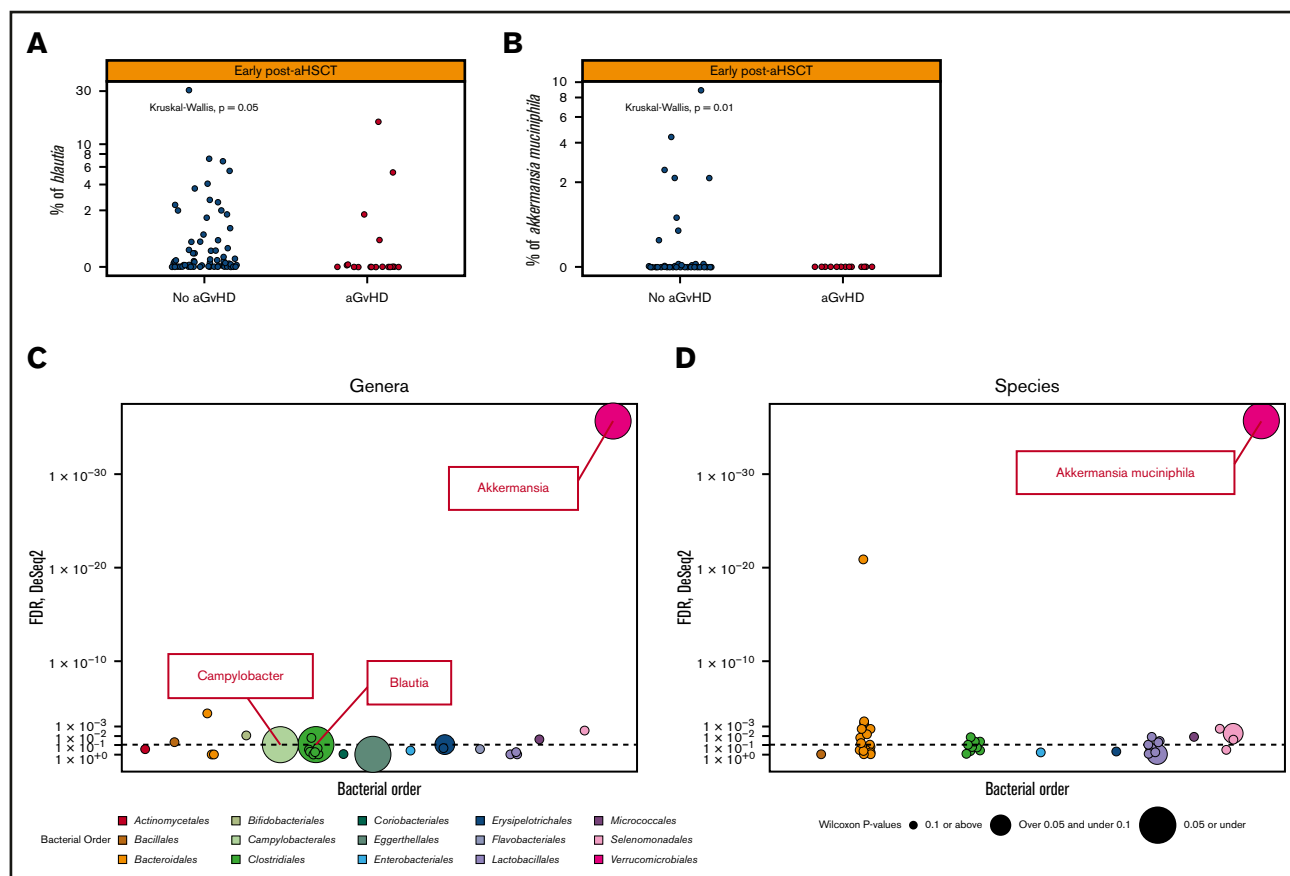 A
Early post-aHSCT
Kruskal-Wallis, p = 0.05
% of blautia
30
10
8
6
4
2
0
No aGvHD
aGvHD
B
Early post-aHSCT
Kruskal-Wallis, p = 0.01
% of akkermansia muciniphila
10
8
6
4
2
0
No aGvHD
aGvHD
C
Genera
FDR, DeSeq2
1 × 10⁻³⁰
1 × 10⁻²⁰
1 × 10⁻¹⁰
1 × 10⁻³
1 × 10⁻²
1 × 10⁻¹
1 × 10⁺⁰
Akkermansia
Campylobacter
Blautia
Bacterial order
D
Species
FDR, DeSeq2
1 × 10⁻³⁰
1 × 10⁻²⁰
1 × 10⁻¹⁰
1 × 10⁻³
1 × 10⁻²
1 × 10⁻¹
1 × 10⁺⁰
Akkermansia muciniphila
Bacterial order
Bacterial Order
Actinomycetales
Bacillales
Bacteroidales
Bifidobacteriales
Campylobacterales
Clostridiales
Coriobacteriales
Eggerthellales
Enterobacteriales
Erysipelotrichales
Flavobacteriales
Lactobacillales
Micrococcales
Selenomonadales
Verrucomicrobiales
Wilcoxon P-values
0.1 or above
Over 0.05 and under 0.1
0.05 or under